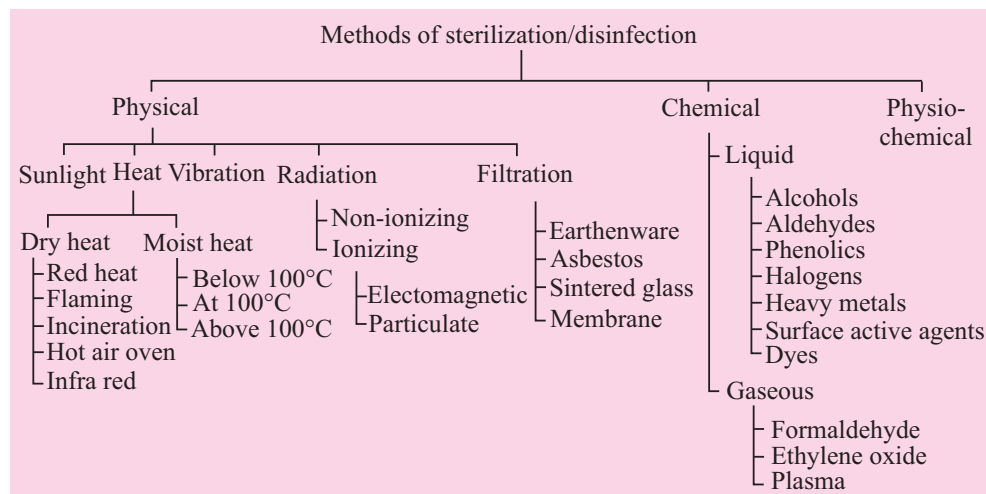 Methods of sterilization/disinfection
Physical
Chemical
Physio-
chemical
Sunlight
Heat
Vibration
Radiation
Filtration
Dry heat
Red heat
Flaming
Incineration
Hot air oven
Infra red
Moist heat
Below 100°C
At 100°C
Above 100°C
Non-ionizing
Ionizing
Electomagnetic
Particulate
Earthenware
Asbestos
Sintered glass
Membrane
Liquid
Alcohols
Aldehydes
Phenolics
Halogens
Heavy metals
Surface active agents
Dyes
Gaseous
Formaldehyde
Ethylene oxide
Plasma